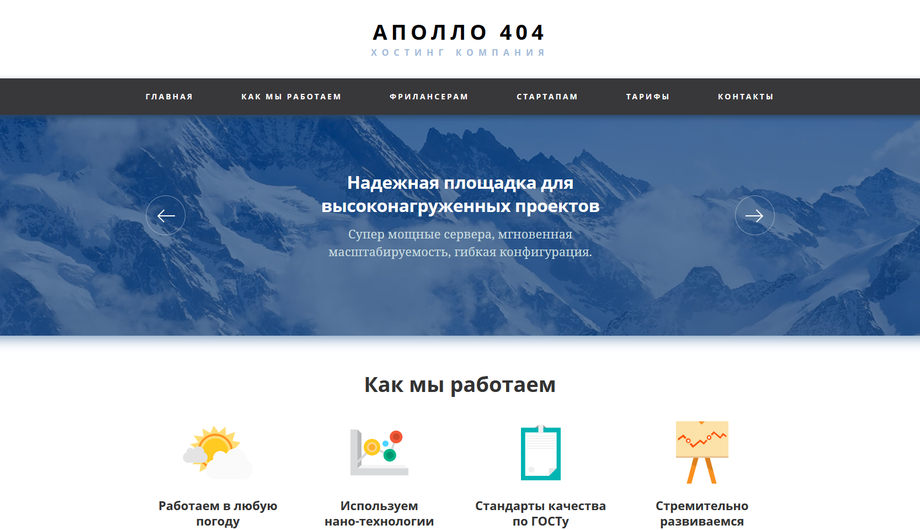 АПОЛЛО 404
ХОСТИНГ КОМПАНИЯ
ГЛАВНАЯ КАК МЫ РАБОТАЕМ ФРИЛАНСЕРАМ СТАРТАПАМ ТАРИФЫ КОНТАКТЫ
Надежная площадка для
высоконагруженных проектов
Супер мощные сервера, мгновенная
масштабируемость, гибкая конфигурация.
Как мы работаем
Работаем в любую
погоду
Используем
нано-технологии
Стандарты качества
по ГОСТу
Стремительно
развиваемся